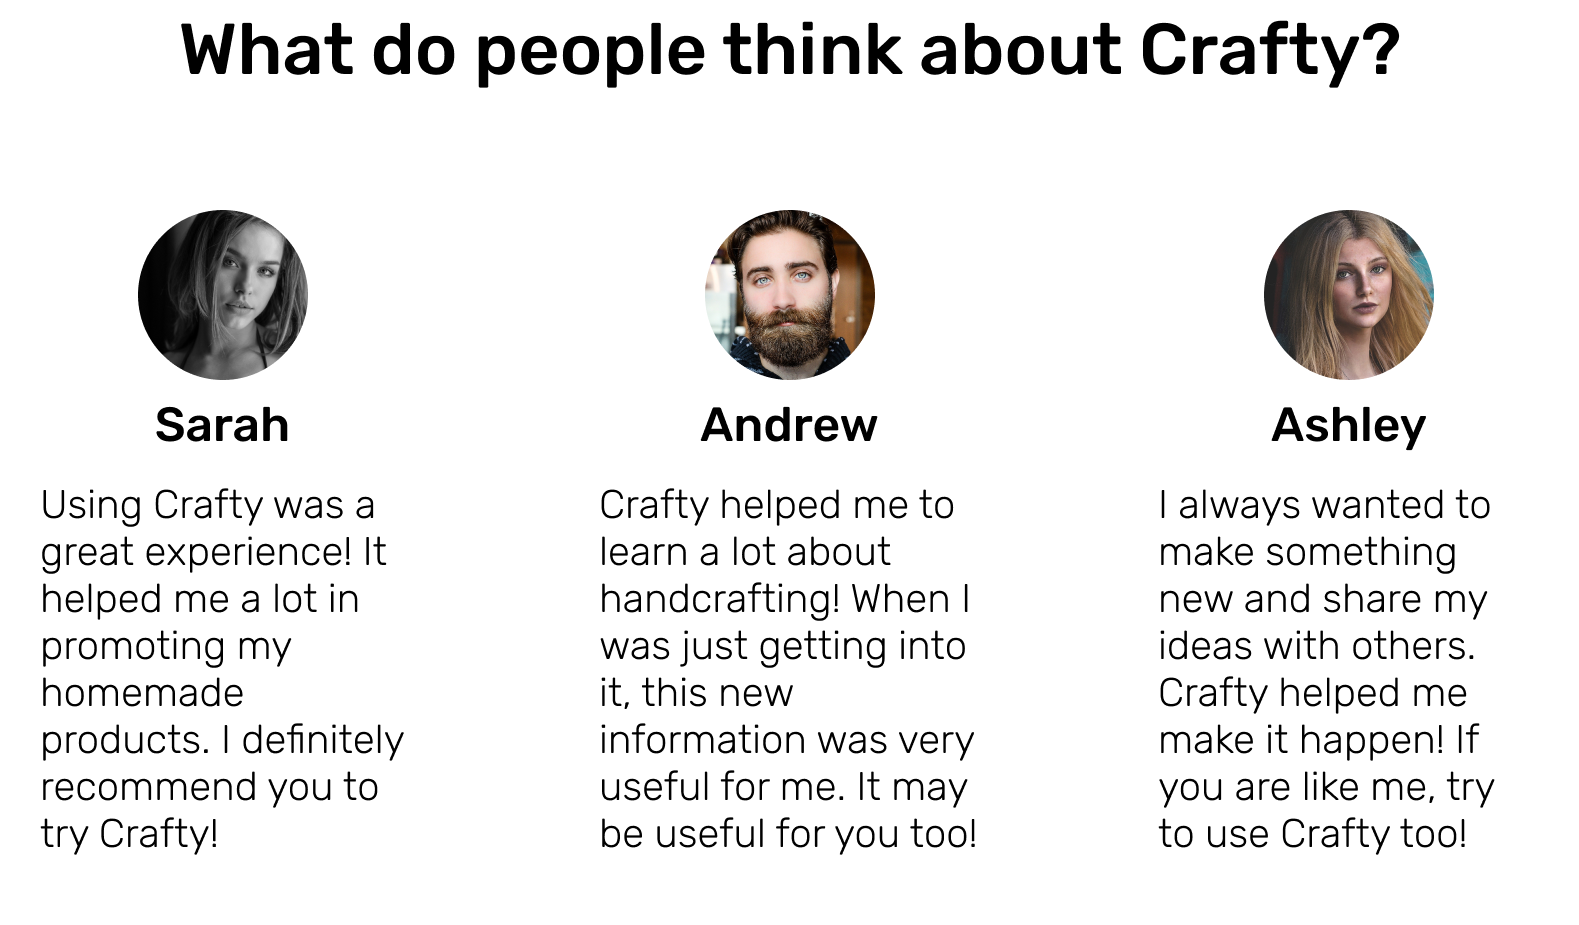 What do people think about Crafty?
Sarah
Using Crafty was a
great experience! It
helped me a lot in
promoting my
homemade
products. I definitely
recommend you to
try Crafty!
Andrew
Crafty helped me to
learn a lot about
handcrafting! When I
was just getting into
it, this new
information was very
useful for me. It may
be useful for you too!
Ashley
I always wanted to
make something
new and share my
ideas with others.
Crafty helped me
make it happen! If
you are like me, try
to use Crafty too!